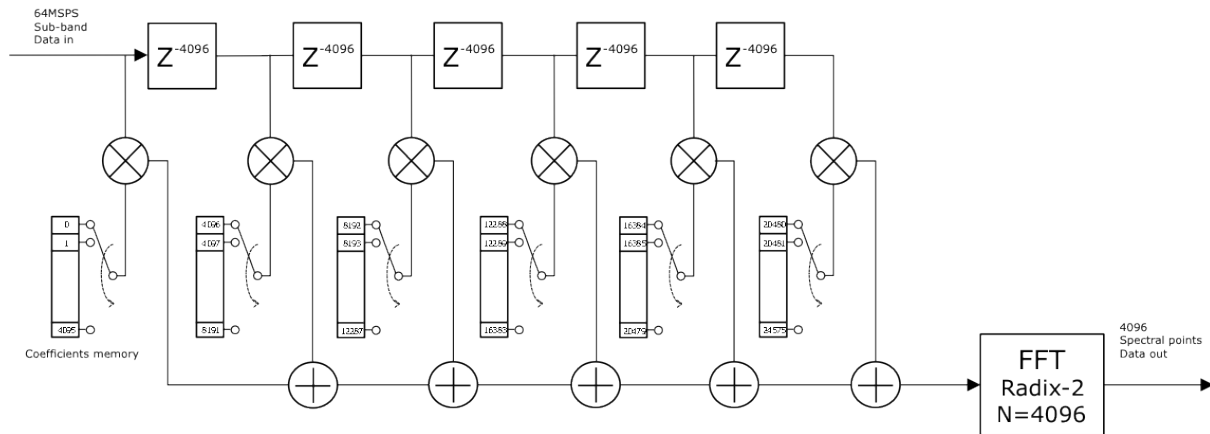 64MSPS
Sub-band
Data in
Z-4096
Z-4096
Z-4096
Z-4096
Z-4096
0
1
4095
4096
4097
8191
8192
8193
12287
12288
12289
16383
16384
16385
20479
20480
20481
24575
Coefficients memory
FFT
Radix-2
N=4096
4096
Spectral points
Data out